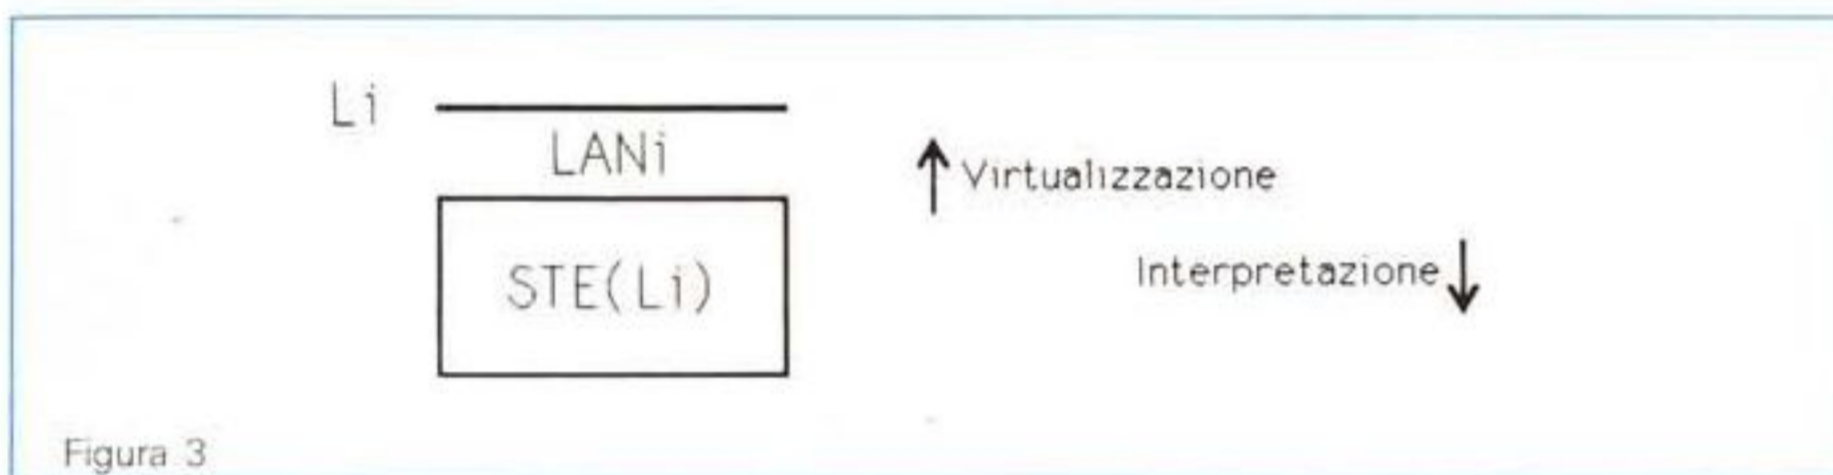 Li
LANi
Virtualizzazione
STE(Li)
Interpretazione
Figura 3